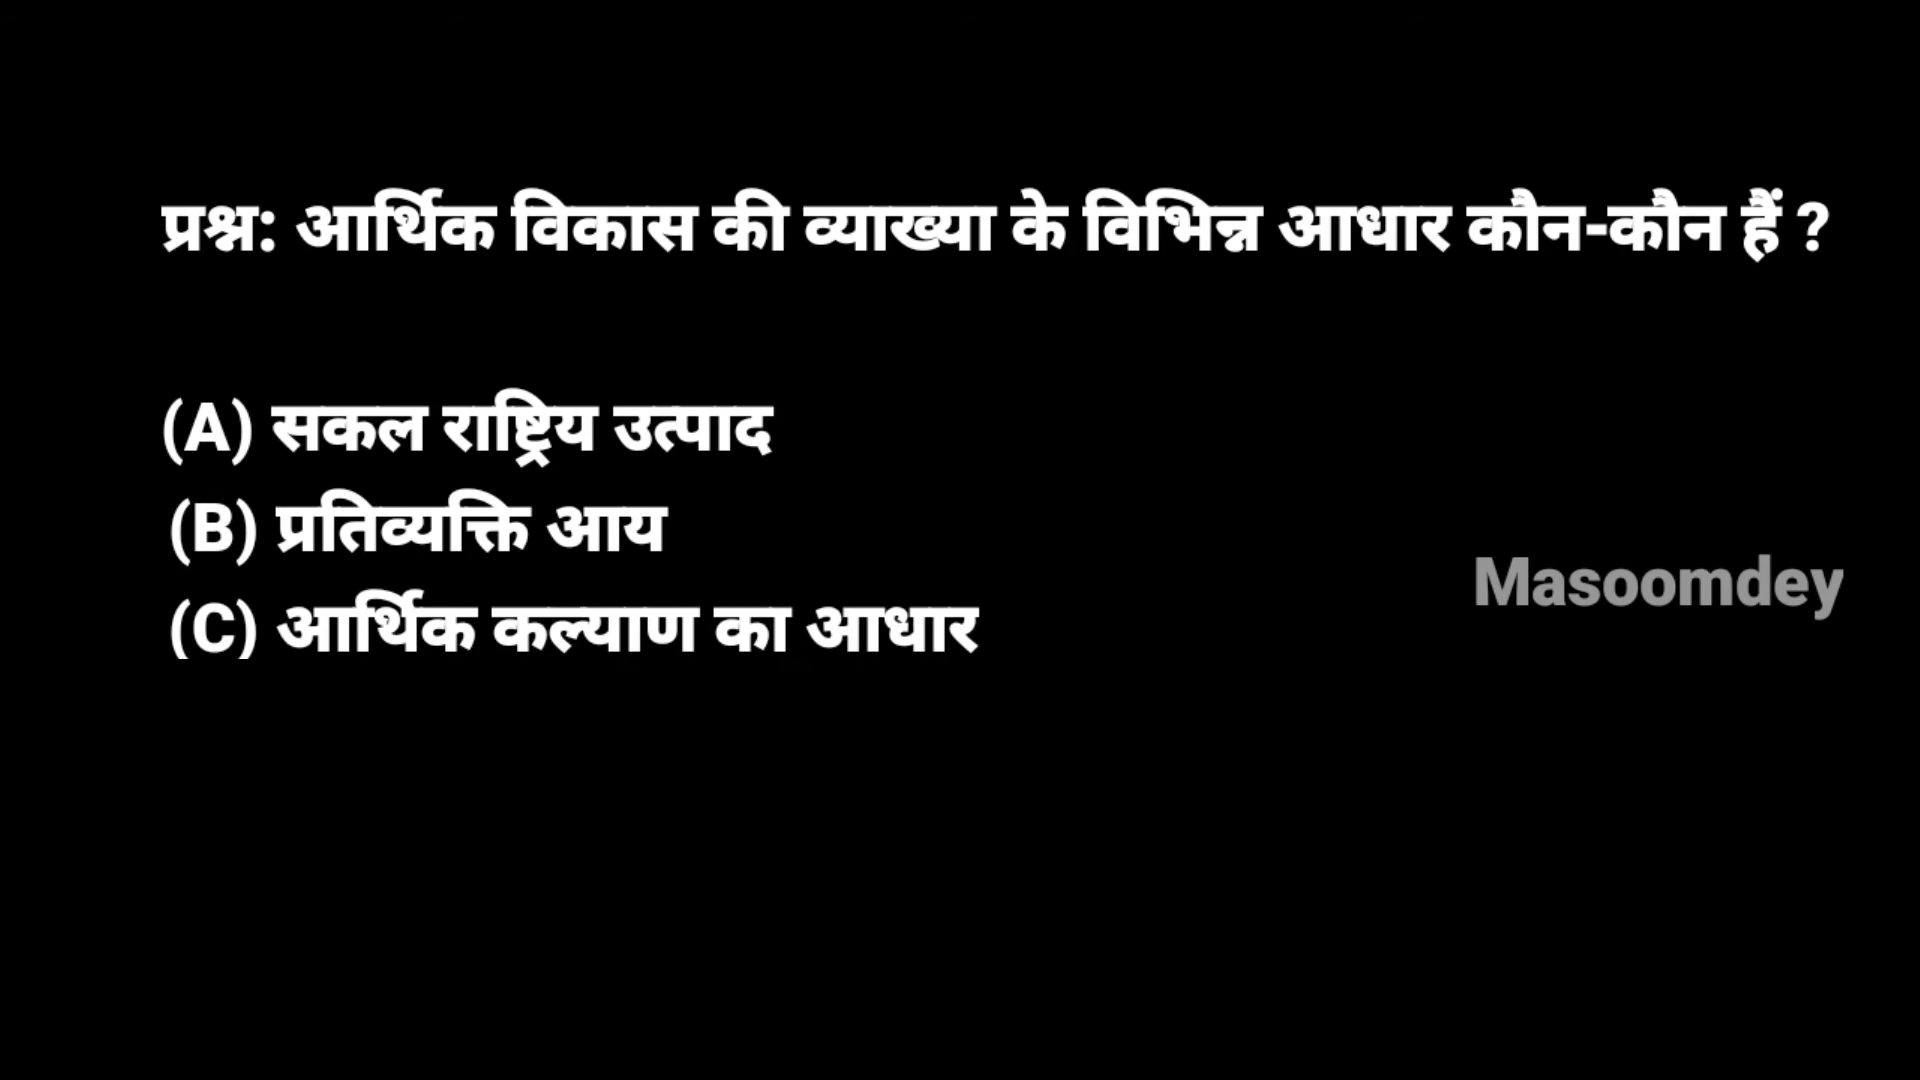 प्रश्न: आर्थिक विकास की व्याख्या के विभिन्न आधार कौन-कौन हैं ?
(A) सकल राष्ट्रिय उत्पाद
(B) प्रतिव्यक्ति आय
(C) आर्थिक कल्याण का आधार
Masoomdey